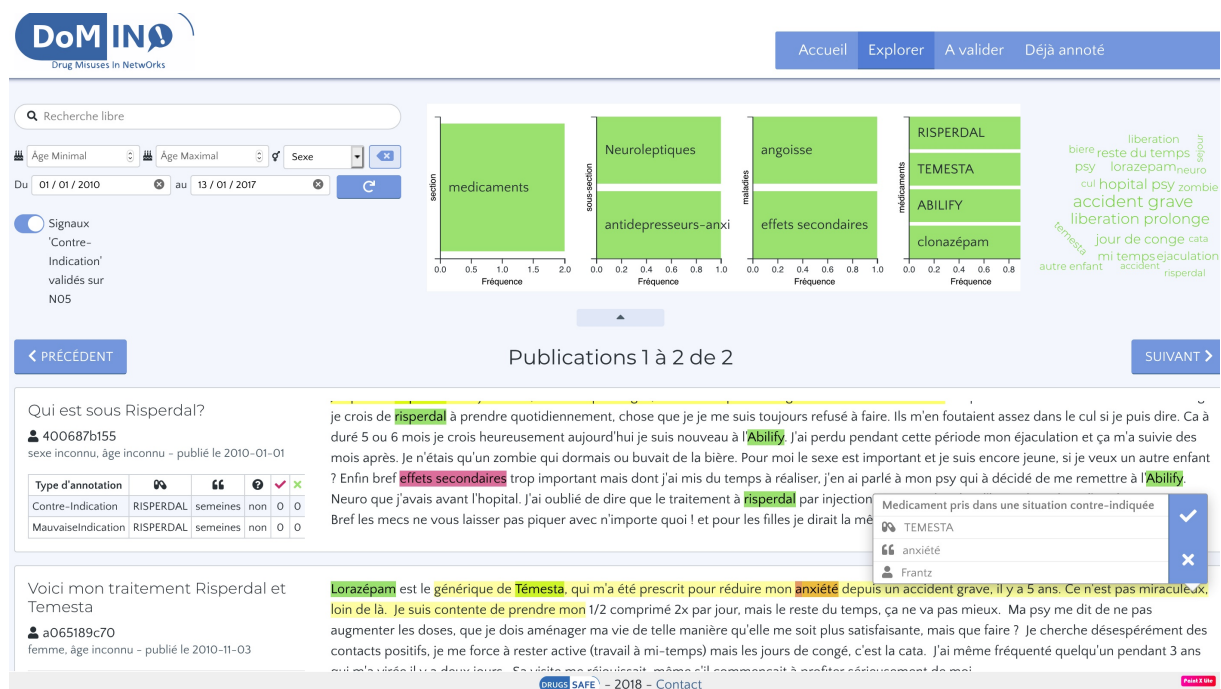 DoMINO
Drug Misuses In NetwOrks
Accueil Explorer A valider Déjà annoté
Recherche libre
Âge Minimal Âge Maximal Sexe
Du 01/01/2010 au 13/01/2017
Signaux
'Contre-
Indication'
validés sur
N05
section
medicaments
0.0 0.5 1.0 1.5 2.0
Fréquence
sous-section
Neuroleptiques
antidepresseurs-anxi
0.0 0.2 0.4 0.6 0.8 1.0
Fréquence
maladies
angoisse
effets secondaires
0.0 0.2 0.4 0.6 0.8 1.0
Fréquence
médicaments
RISPERDAL
TEMESTA
ABILIFY
clonazépam
0.0 0.2 0.4 0.6 0.8
Fréquence
liberation
biere reste du temps sejour
psy lorazepam neuro
cul hopital psy zombie
accident grave
liberation prolonge
temesta jour de conge cata
mi temps ejaculation
autre enfant accident risperdal
PRÉCÉDENT
Publications 1 à 2 de 2
SUIVANT
Qui est sous Risperdal?
400687b155
sexe inconnu, âge inconnu - publié le 2010-01-01
Type d'annotation
Contre-Indication RISPERDAL semeines non 0 0
MauvaiseIndication RISPERDAL semeines non 0 0
je crois de risperdal à prendre quotidiennement, chose que je je me suis toujours refusé à faire. Ils m'en foutaient assez dans le cul si je puis dire. Ca à
duré 5 ou 6 mois je crois heureusement aujourd'hui je suis nouveau à l'Abilify. J'ai perdu pendant cette période mon éjaculation et ça m'a suivie des
mois après. Je n'étais qu'un zombie qui dormais ou buvait de la bière. Pour moi le sexe est important et je suis encore jeune, si je veux un autre enfant
? Enfin bref effets secondaires trop important mais dont j'ai mis du temps à réaliser, j'en ai parlé à mon psy qui à décidé de me remettre à l'Abilify.
Neuro que j'avais avant l'hopital. J'ai oublié de dire que le traitement à risperdal par injection
Bref les mecs ne vous laisser pas piquer avec n'importe quoi ! et pour les filles je dirait la mê
Medicament pris dans une situation contre-indiquée
TEMESTA
anxiété
Frantz
Voici mon traitement Risperdal et
Temesta
a065189c70
femme, âge inconnu - publié le 2010-11-03
Lorazépam est le générique de Témesta, qui m'a été prescrit pour réduire mon anxiété depuis un accident grave, il y a 5 ans. Ce n'est pas miraculeux,
loin de là. Je suis contente de prendre mon 1/2 comprimé 2x par jour, mais le reste du temps, ça ne va pas mieux. Ma psy me dit de ne pas
augmenter les doses, que je dois aménager ma vie de telle manière qu'elle me soit plus satisfaisante, mais que faire ? Je cherche désespérément des
contacts positifs, je me force à rester active (travail à mi-temps) mais les jours de congé, c'est la cata. J'ai même fréquenté quelqu'un pendant 3 ans
qui m'a virée il y a deux jours. Sa visite me réjouissait, même s'il commençait à profiter sérieusement de moi.
DRUGS SAFE - 2018 - Contact
Paint X lite